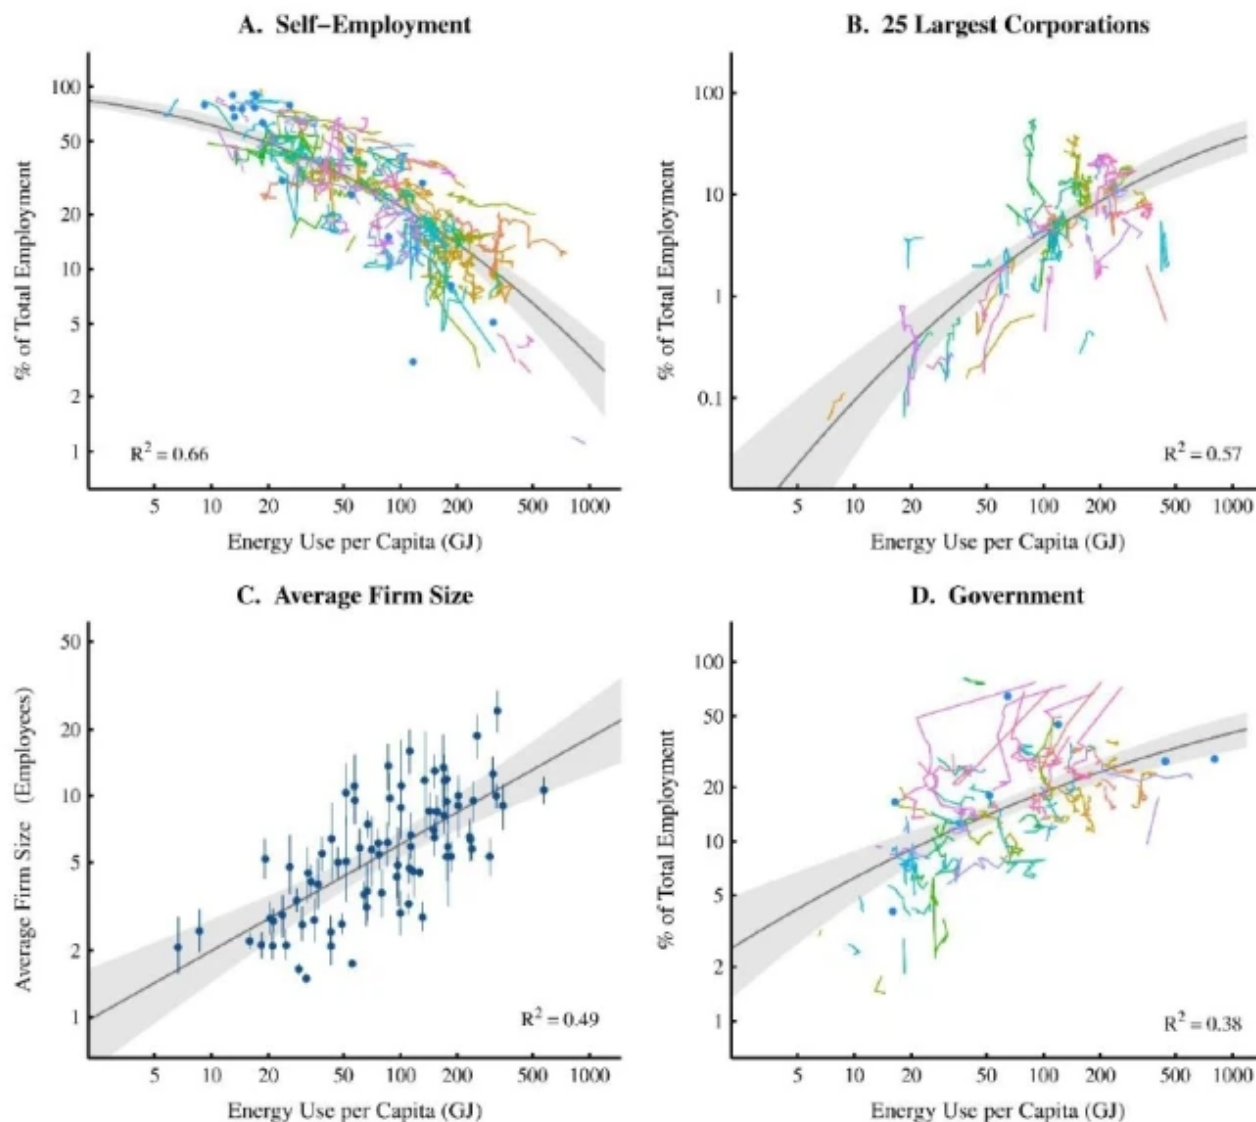 A. Self-Employment
% of Total Employment
100
50
20
10
5
2
1
R² = 0.66
5 10 20 50 100 200 500 1000
Energy Use per Capita (GJ)
B. 25 Largest Corporations
% of Total Employment
100
10
1
0.1
R² = 0.57
5 10 20 50 100 200 500 1000
Energy Use per Capita (GJ)
C. Average Firm Size
Average Firm Size (Employees)
50
20
10
5
2
1
R² = 0.49
5 10 20 50 100 200 500 1000
Energy Use per Capita (GJ)
D. Government
% of Total Employment
100
50
20
10
5
2
1
R² = 0.38
5 10 20 50 100 200 500 1000
Energy Use per Capita (GJ)